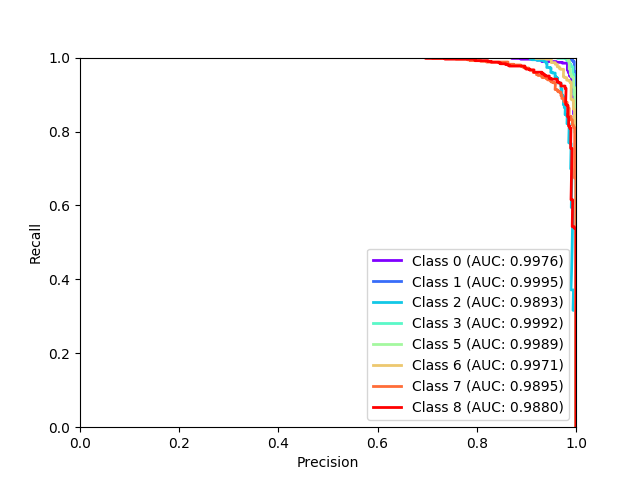 1.0
0.8
0.6
0.4
0.2
0.0
Recall
Class 0 (AUC: 0.9976)
Class 1 (AUC: 0.9995)
Class 2 (AUC: 0.9893)
Class 3 (AUC: 0.9992)
Class 5 (AUC: 0.9989)
Class 6 (AUC: 0.9971)
Class 7 (AUC: 0.9895)
Class 8 (AUC: 0.9880)
0.0 0.2 0.4 0.6 0.8 1.0
Precision